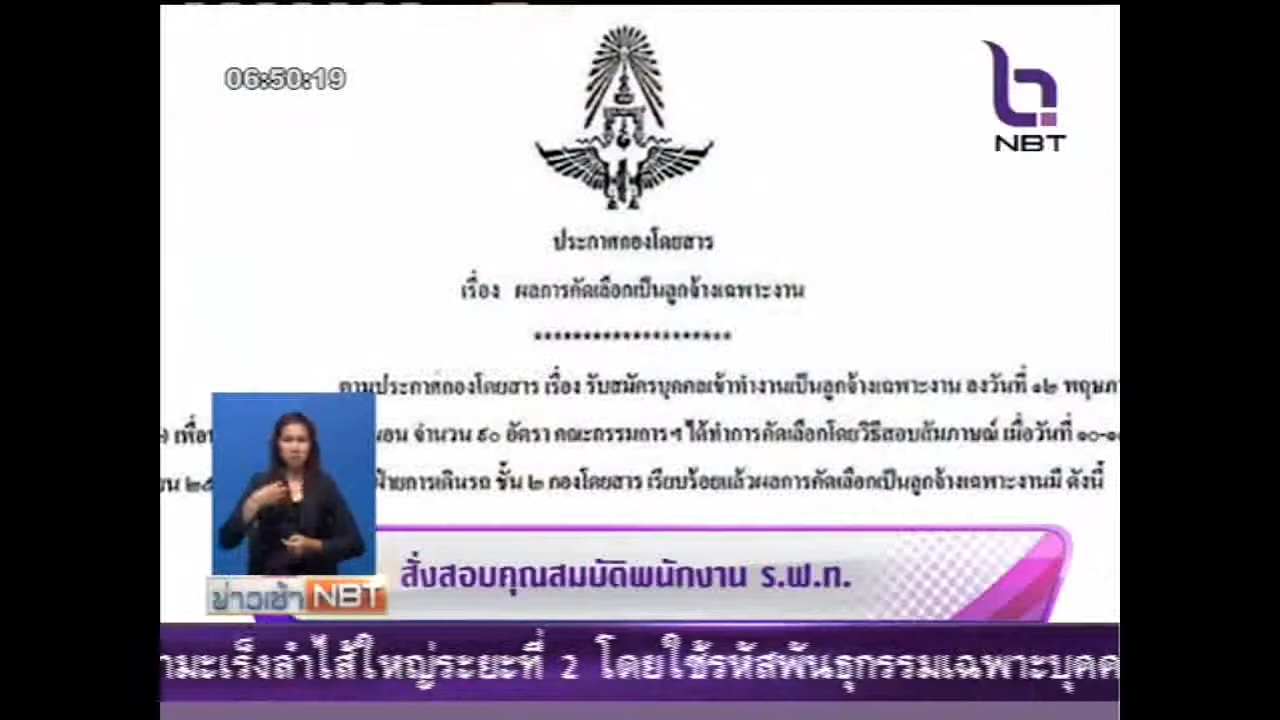 06:50:19
NBT
ประกาศกองโดยสาร
เรื่อง ผลการคัดเลือกเป็นลูกจ้างเฉพาะงาน
********************
ตามประกาศกองโดยสาร เรื่อง รับสมัครบุคคลเข้าทำงานเป็นลูกจ้างเฉพาะงาน ลงวันที่ ๑๒
จำนวน ๙๐ อัตรา คณะกรรมการฯ ได้ทำการคัดเลือกโดยวิธีสอบสัมภาษณ์ เมื่อวันที่
ฝ่ายการเดินรถ ชั้น ๒ กองโดยสาร เรียบร้อยแล้วผลการคัดเลือกเป็นลูกจ้างเฉพาะงานมี ดังนี้
สั่งสอบคุณสมบัติพนักงาน ร.ฟ.ท.
ข่าวเช้า NBT
มะเร็งลำไส้ใหญ่ระยะที่ 2 โดยใช้รหัสพันธุกรรมเฉพาะบุคค